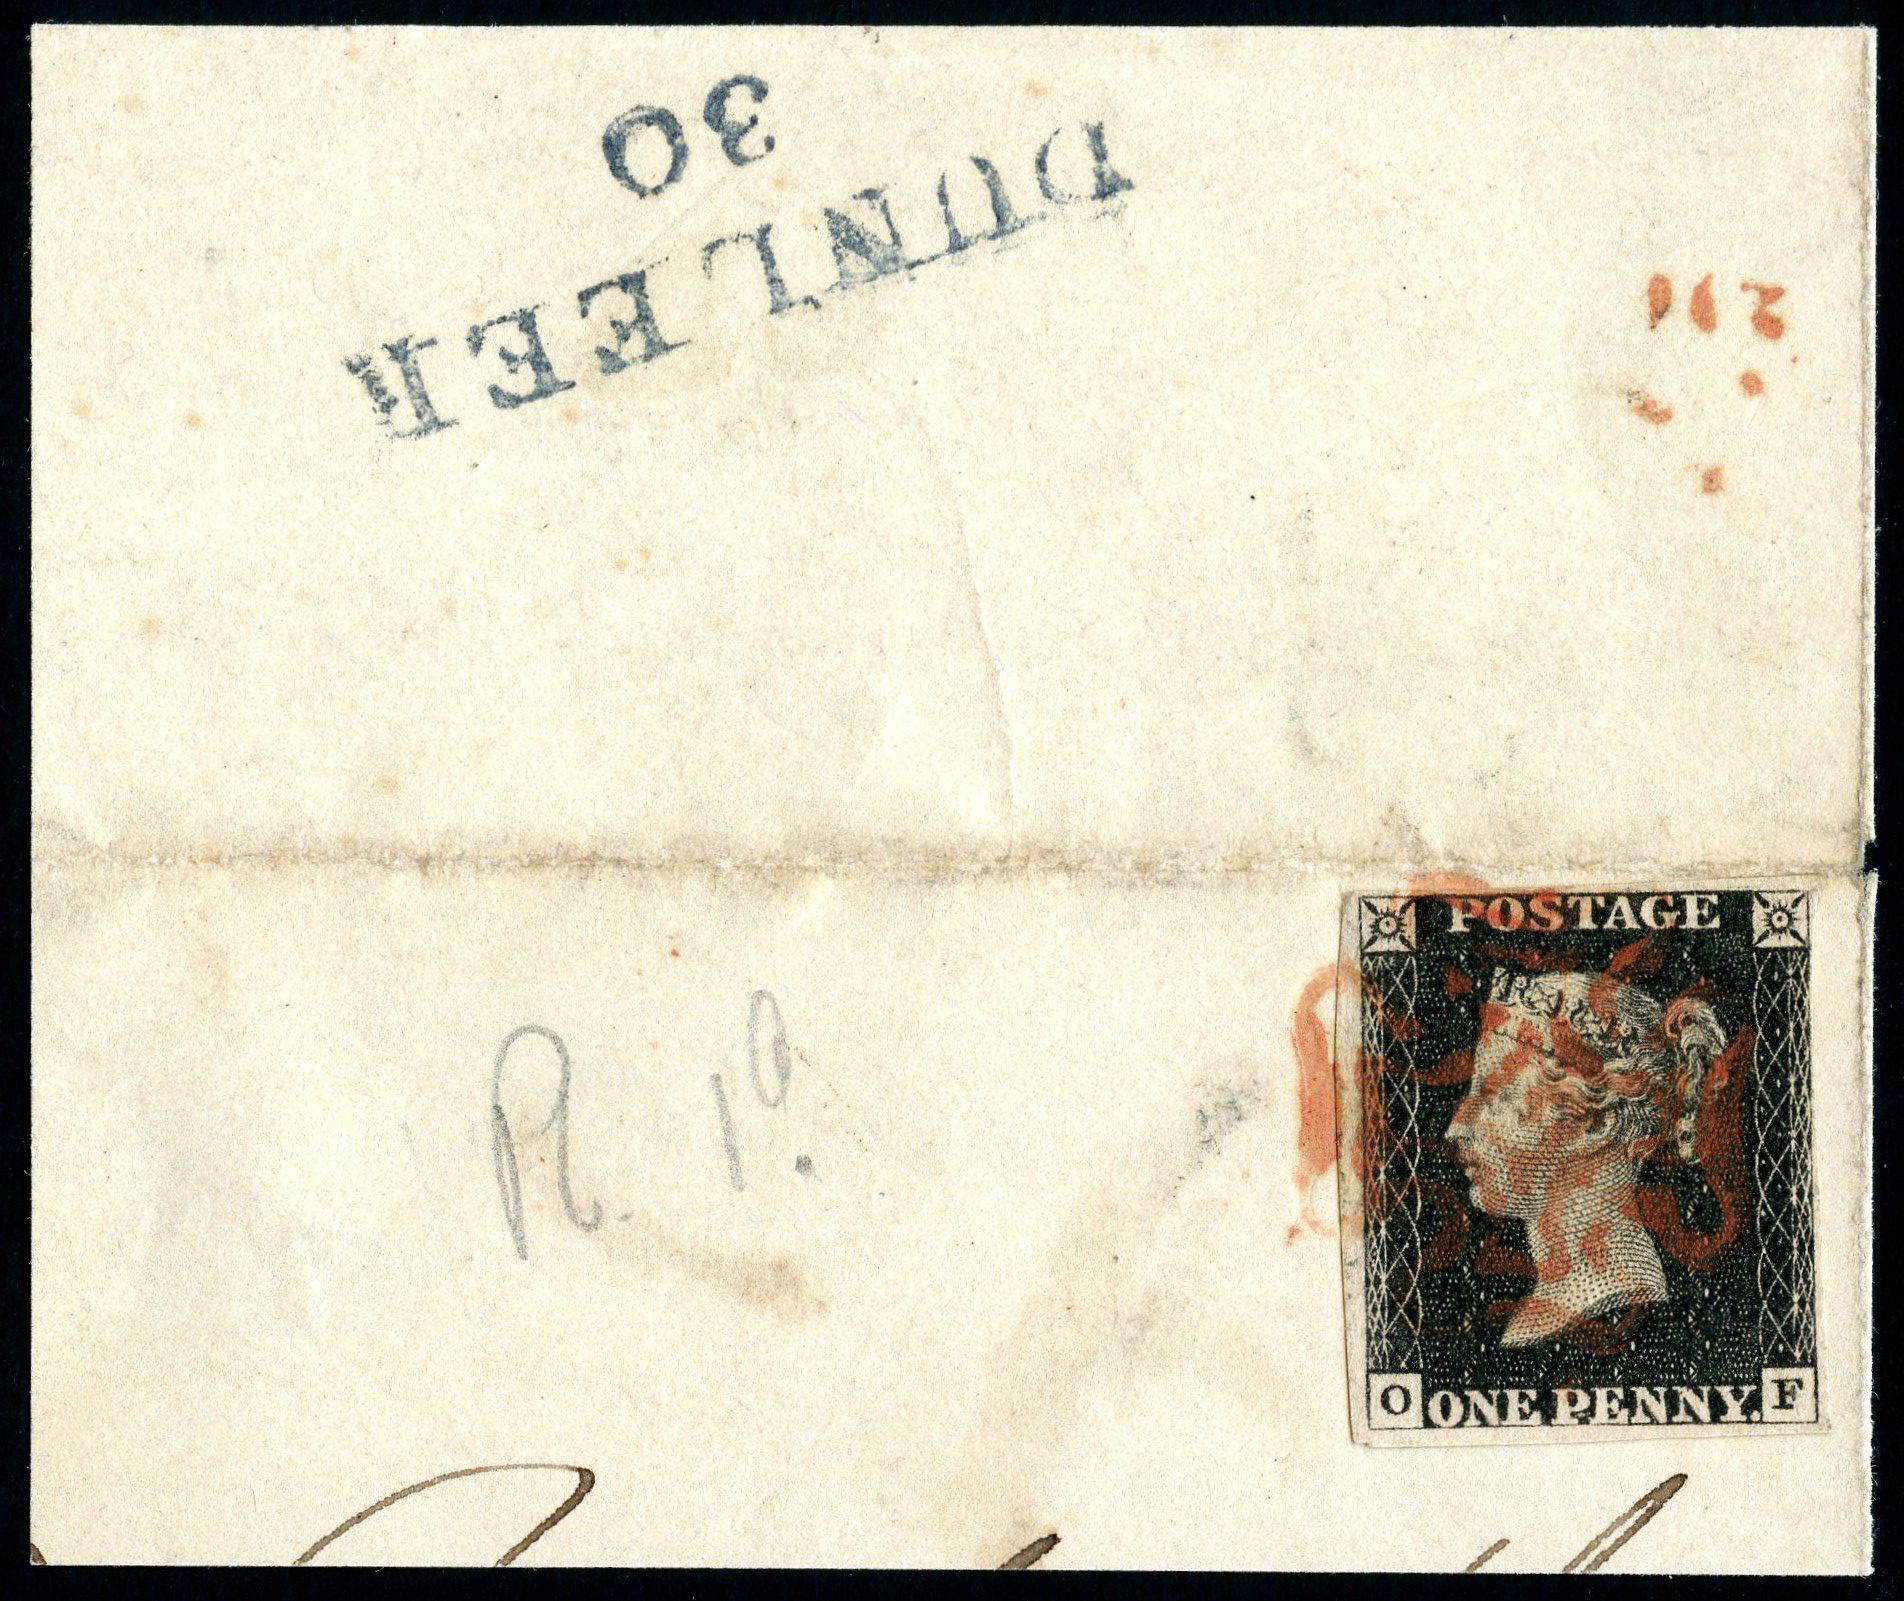 DUNLEER
30
R. 1ᴰ.
POSTAGE
O ONE PENNY. F